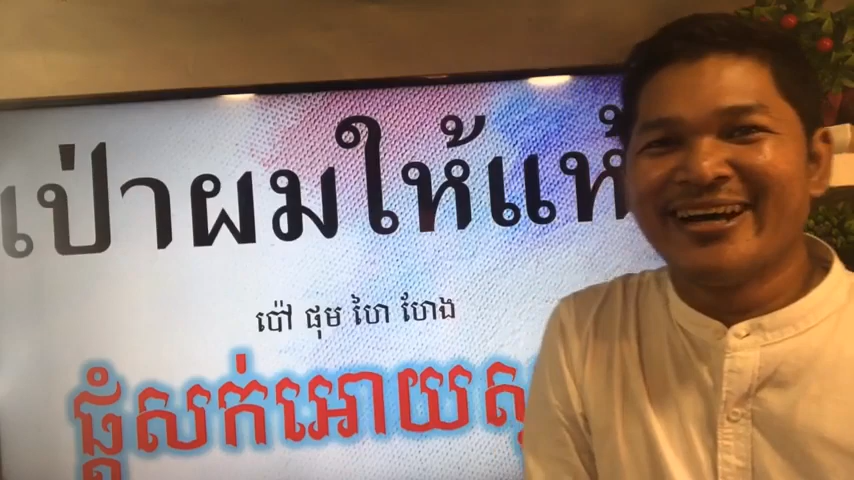 เป่าผมให้แห้
ប៉ៅ ផុម ហៃ ហែង
ផ្លុំសក់អោយស្